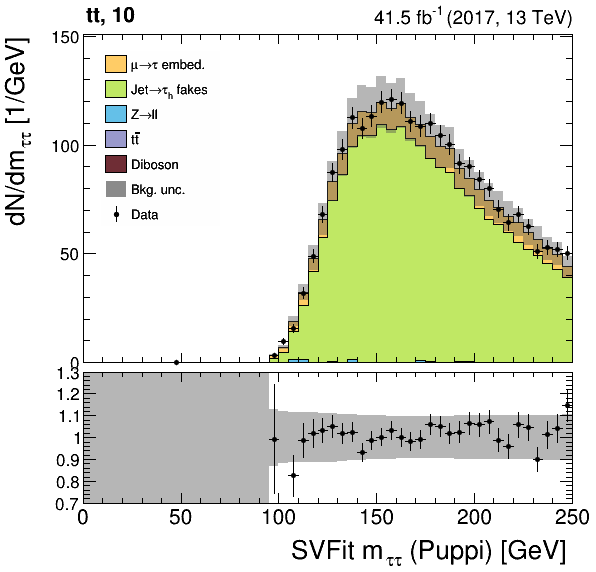 tt, 10
41.5 fb⁻¹ (2017, 13 TeV)
dN/dm_ττ [1/GeV]
150
100
50
0
μ→τ embed.
Jet→τ_h fakes
Z→ll
tt̄
Diboson
Bkg. unc.
Data
1.3
1.2
1.1
1
0.9
0.8
0.7
0 50 100 150 200 250
SVFit m_ττ (Puppi) [GeV]